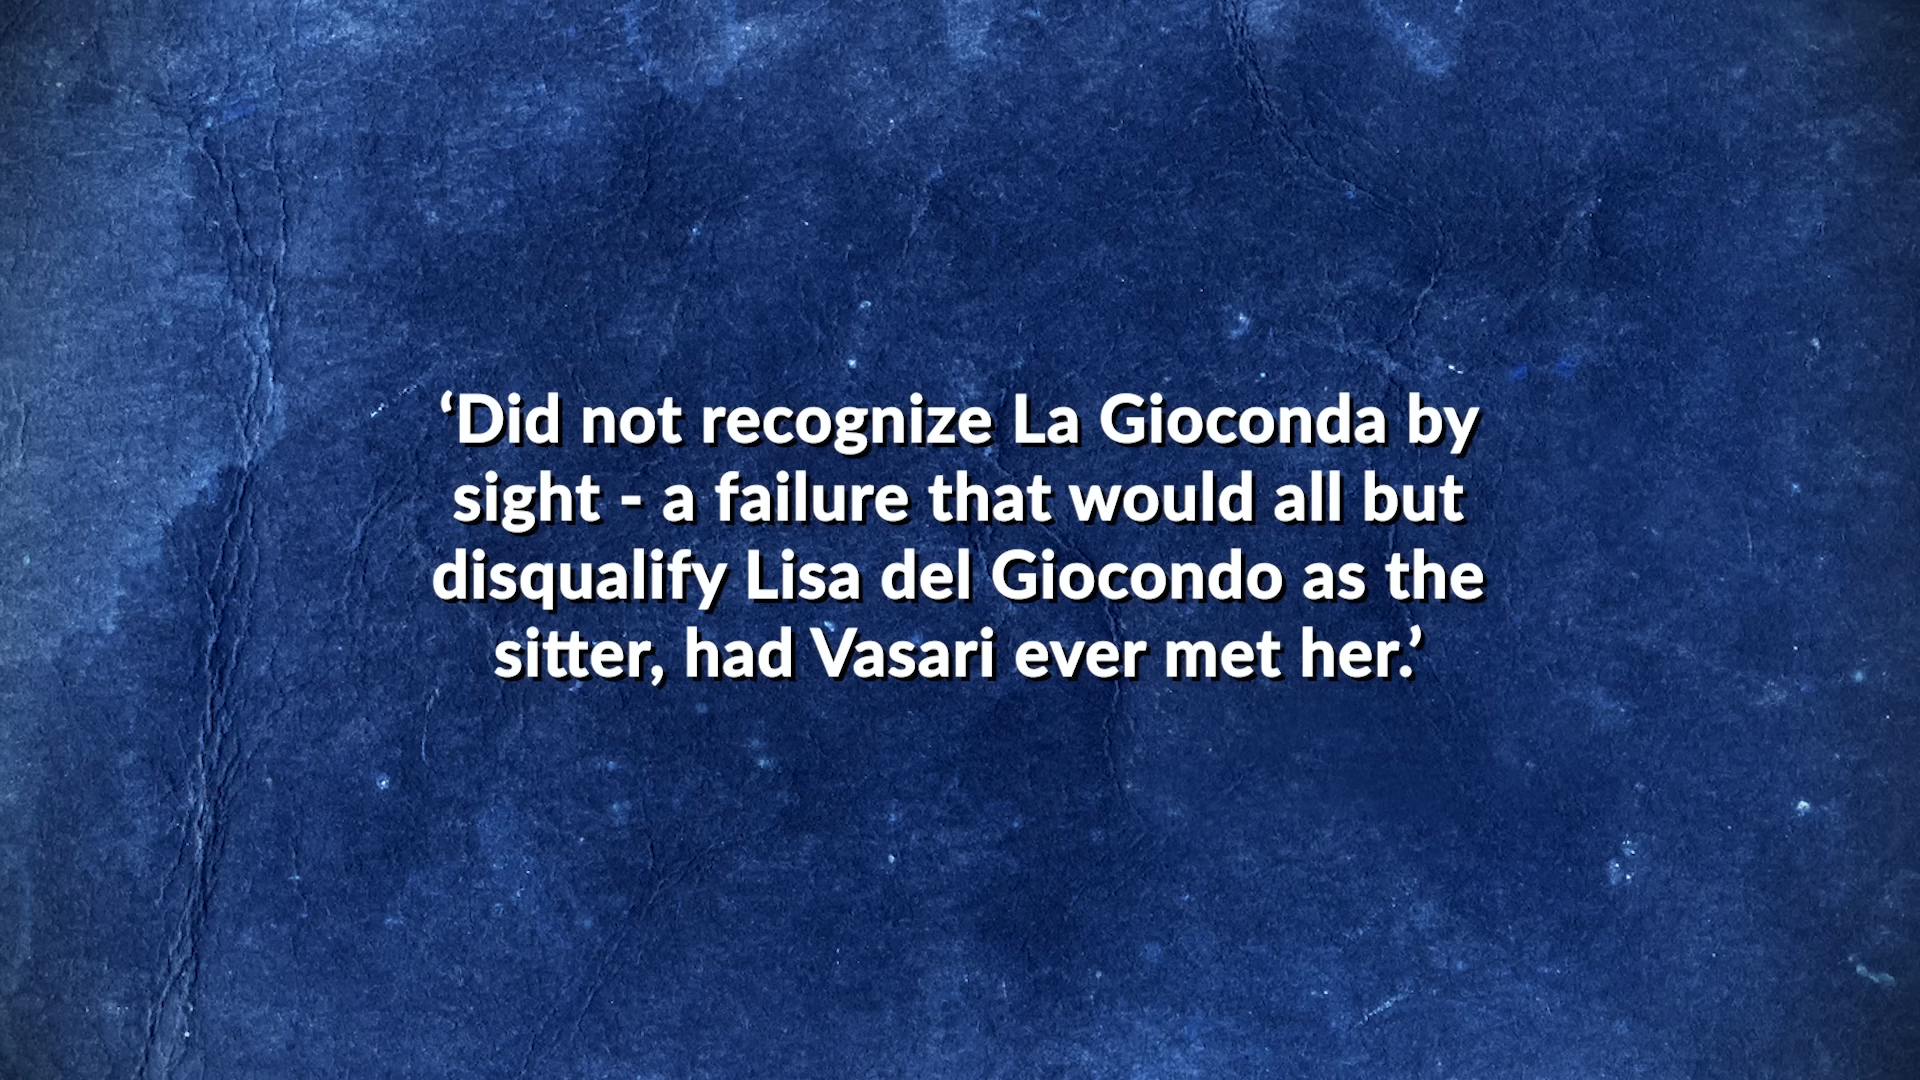 ‘Did not recognize La Gioconda by
sight - a failure that would all but
disqualify Lisa del Giocondo as the
sitter, had Vasari ever met her.’